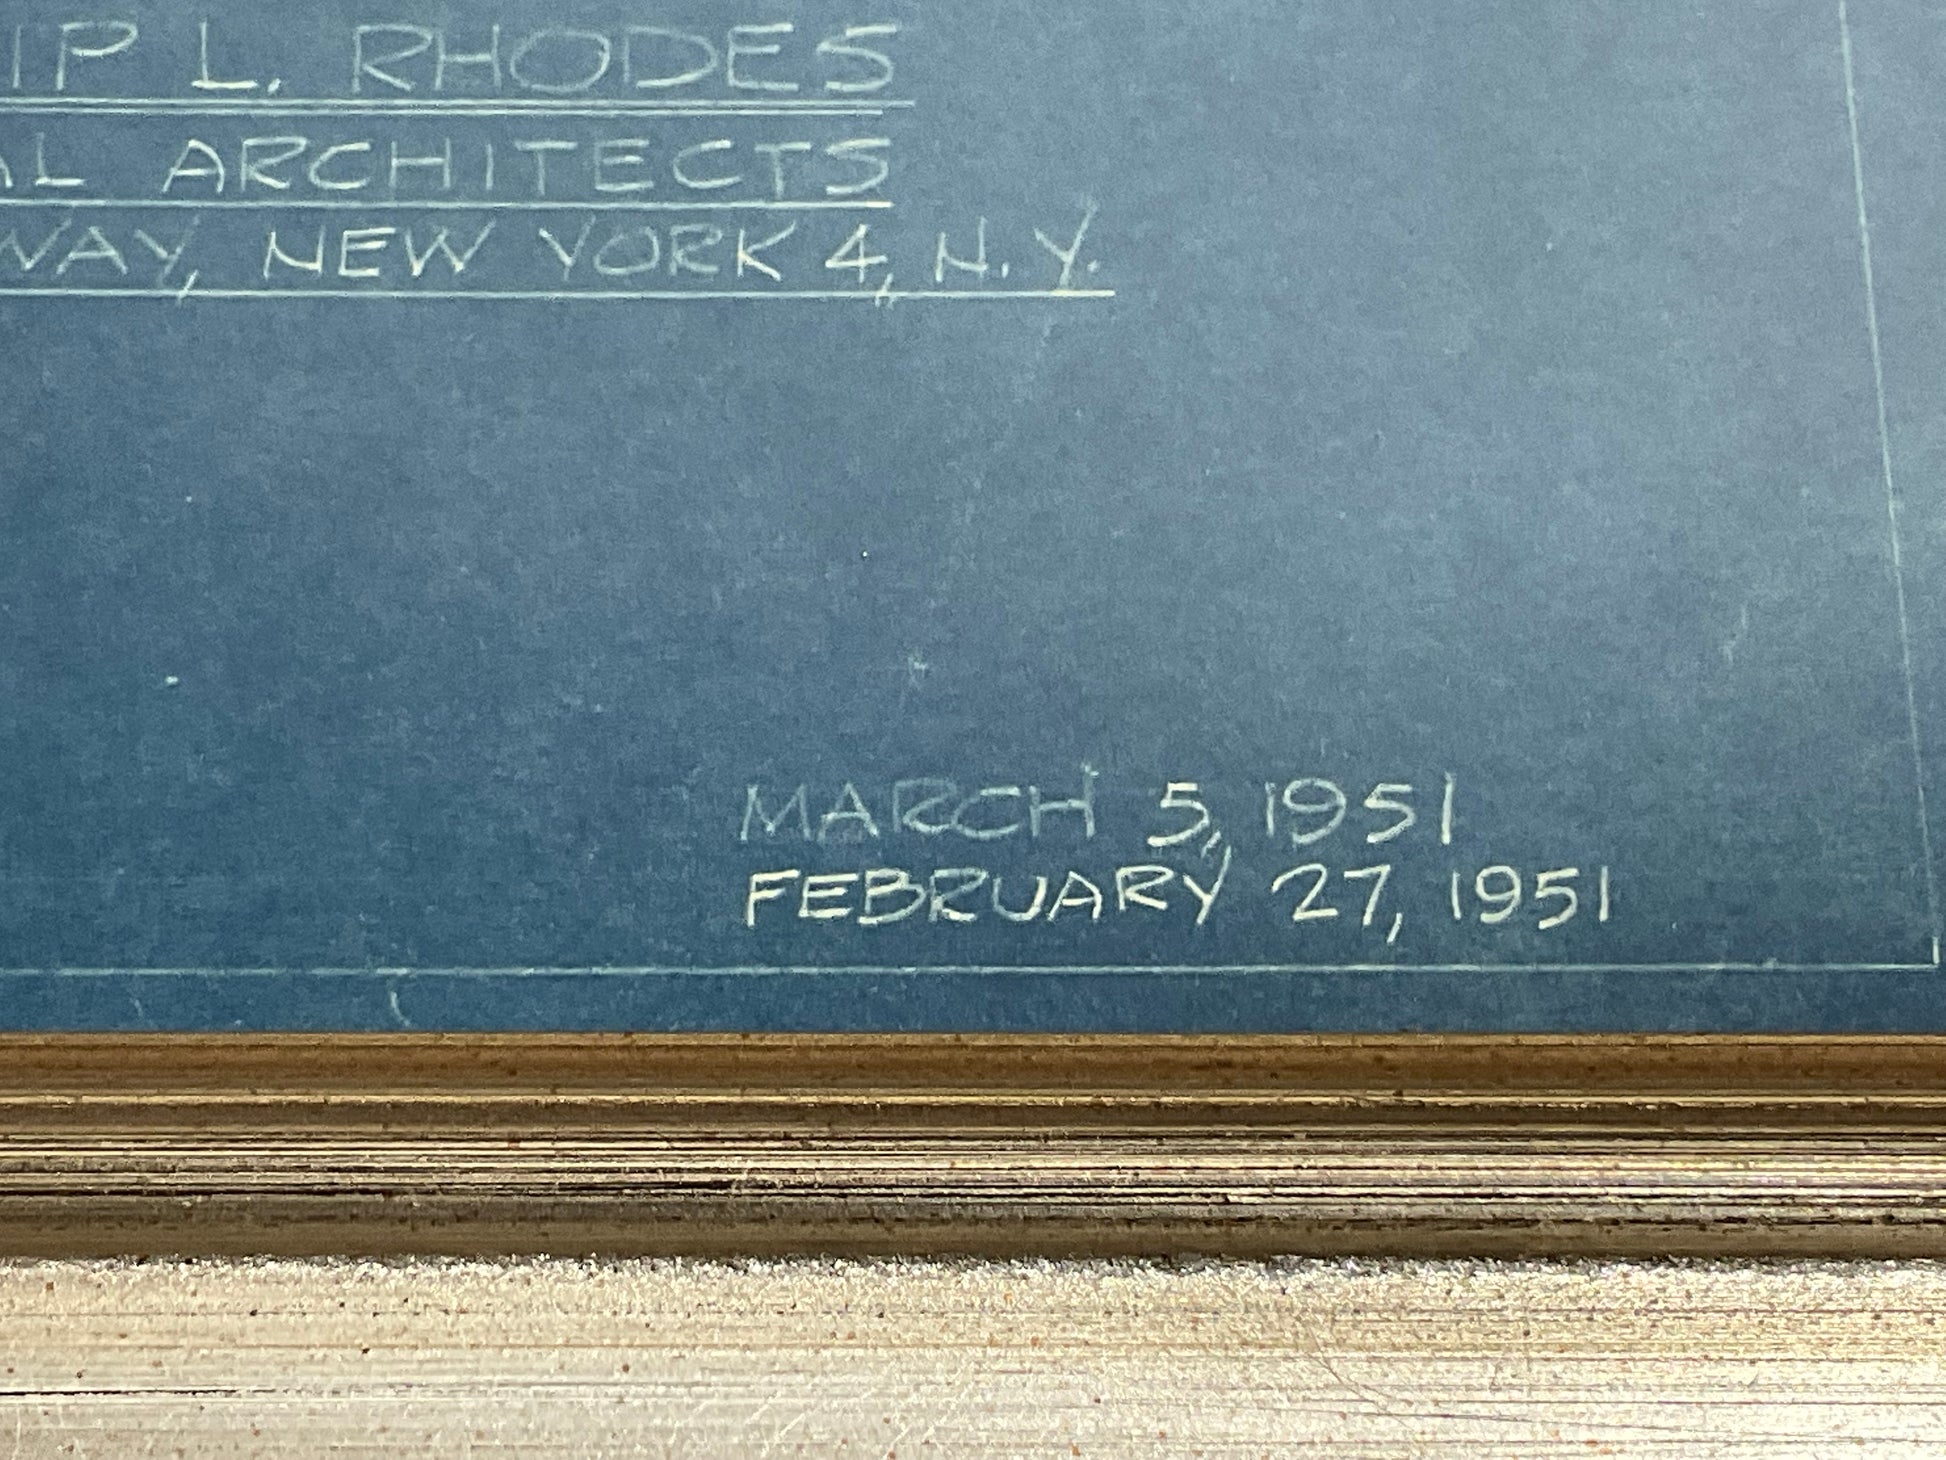 IP L. RHODES
AL ARCHITECTS
WAY, NEW YORK 4, N.Y.
MARCH 5, 1951
FEBRUARY 27, 1951